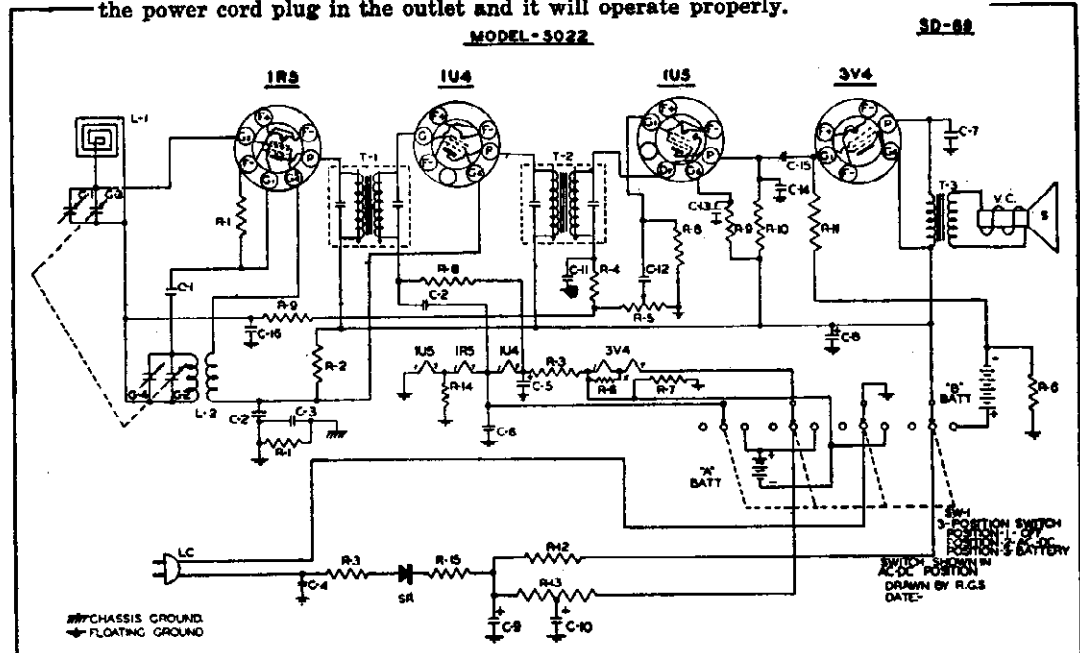 the power cord plug in the outlet and it will operate properly.
MODEL-5022
SD-69
1R5
1U4
1U5
3V4
L-1
T-1
T-2
C-7
C-15
C-14
T-3
V.C.
S
R-1
C-13
R-9
R-10
R-11
R-8
C-11
R-4
C-12
R-8
C-1
C-2
R-5
R-9
C-16
C-8
R-2
1U5
1R5
1U4
R-3
3V4
R-14
C-5
R-6
R-7
"B"
BATT
R-6
L-2
C-2
C-3
C-6
R-1
"A"
BATT
SW-1
3-POSITION SWITCH
POSITION-1- OFF
POSITION-2-AC-DC
POSITION-3-BATTERY
SWITCH SHOWN IN
AC-DC POSITION
DRAWN BY R.G.S
DATE:-
LC
R-3
R-15
R-12
C-4
SR
R-13
C-9
C-10
CHASSIS GROUND.
FLOATING GROUND